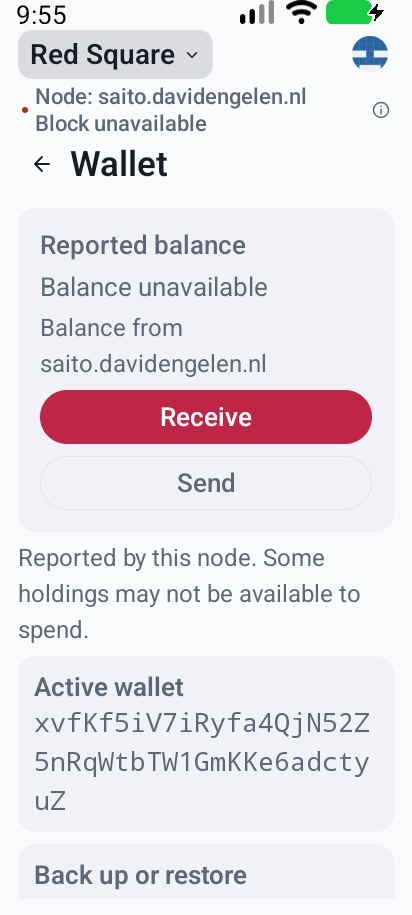 9:55
Red Square
Node: saito.davidengelen.nl
Block unavailable
Wallet
Reported balance
Balance unavailable
Balance from
saito.davidengelen.nl
Receive
Send
Reported by this node. Some
holdings may not be available to
spend.
Active wallet
xvfKf5iV7iRyfa4QjN52Z
5nRqWtbTW1GmKKe6adcty
uZ
Back up or restore